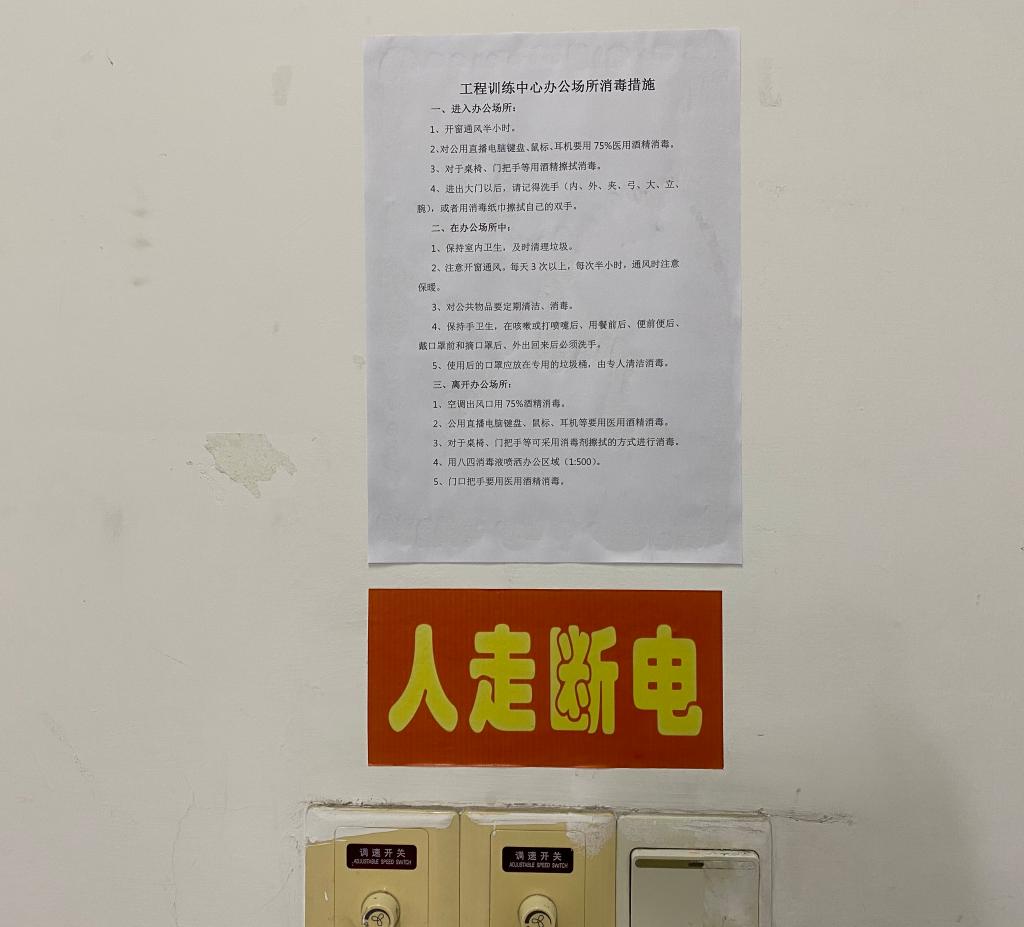 工程训练中心办公场所消毒措施
一、进入办公场所：
1、开窗通风半小时。
2、对公用直播电脑键盘、鼠标、耳机要用75%医用酒精消毒。
3、对于桌椅、门把手等用酒精擦拭消毒。
4、进出大门以后，请记得洗手（内、外、夹、弓、大、立、
腕），或者用消毒纸巾擦拭自己的双手。
二、在办公场所中：
1、保持室内卫生，及时清理垃圾。
2、注意开窗通风，每天3次以上，每次半小时，通风时注意
保暖。
3、对公共物品要定期清洁、消毒。
4、保持手卫生，在咳嗽或打喷嚏后、用餐前后、便前便后、
戴口罩前和摘口罩后、外出回来后必须洗手。
5、使用后的口罩应放在专用的垃圾桶，由专人清洁消毒。
三、离开办公场所：
1、空调出风口用75%酒精消毒。
2、公用直播电脑键盘、鼠标、耳机等要用医用酒精消毒。
3、对于桌椅、门把手等可采用消毒剂擦拭的方式进行消毒。
4、用八四消毒液喷洒办公区域（1:500）。
5、门口把手要用医用酒精消毒。
人走断电
调速开关
ADJUSTABLE SPEED SWITCH
调速开关
ADJUSTABLE SPEED SWITCH